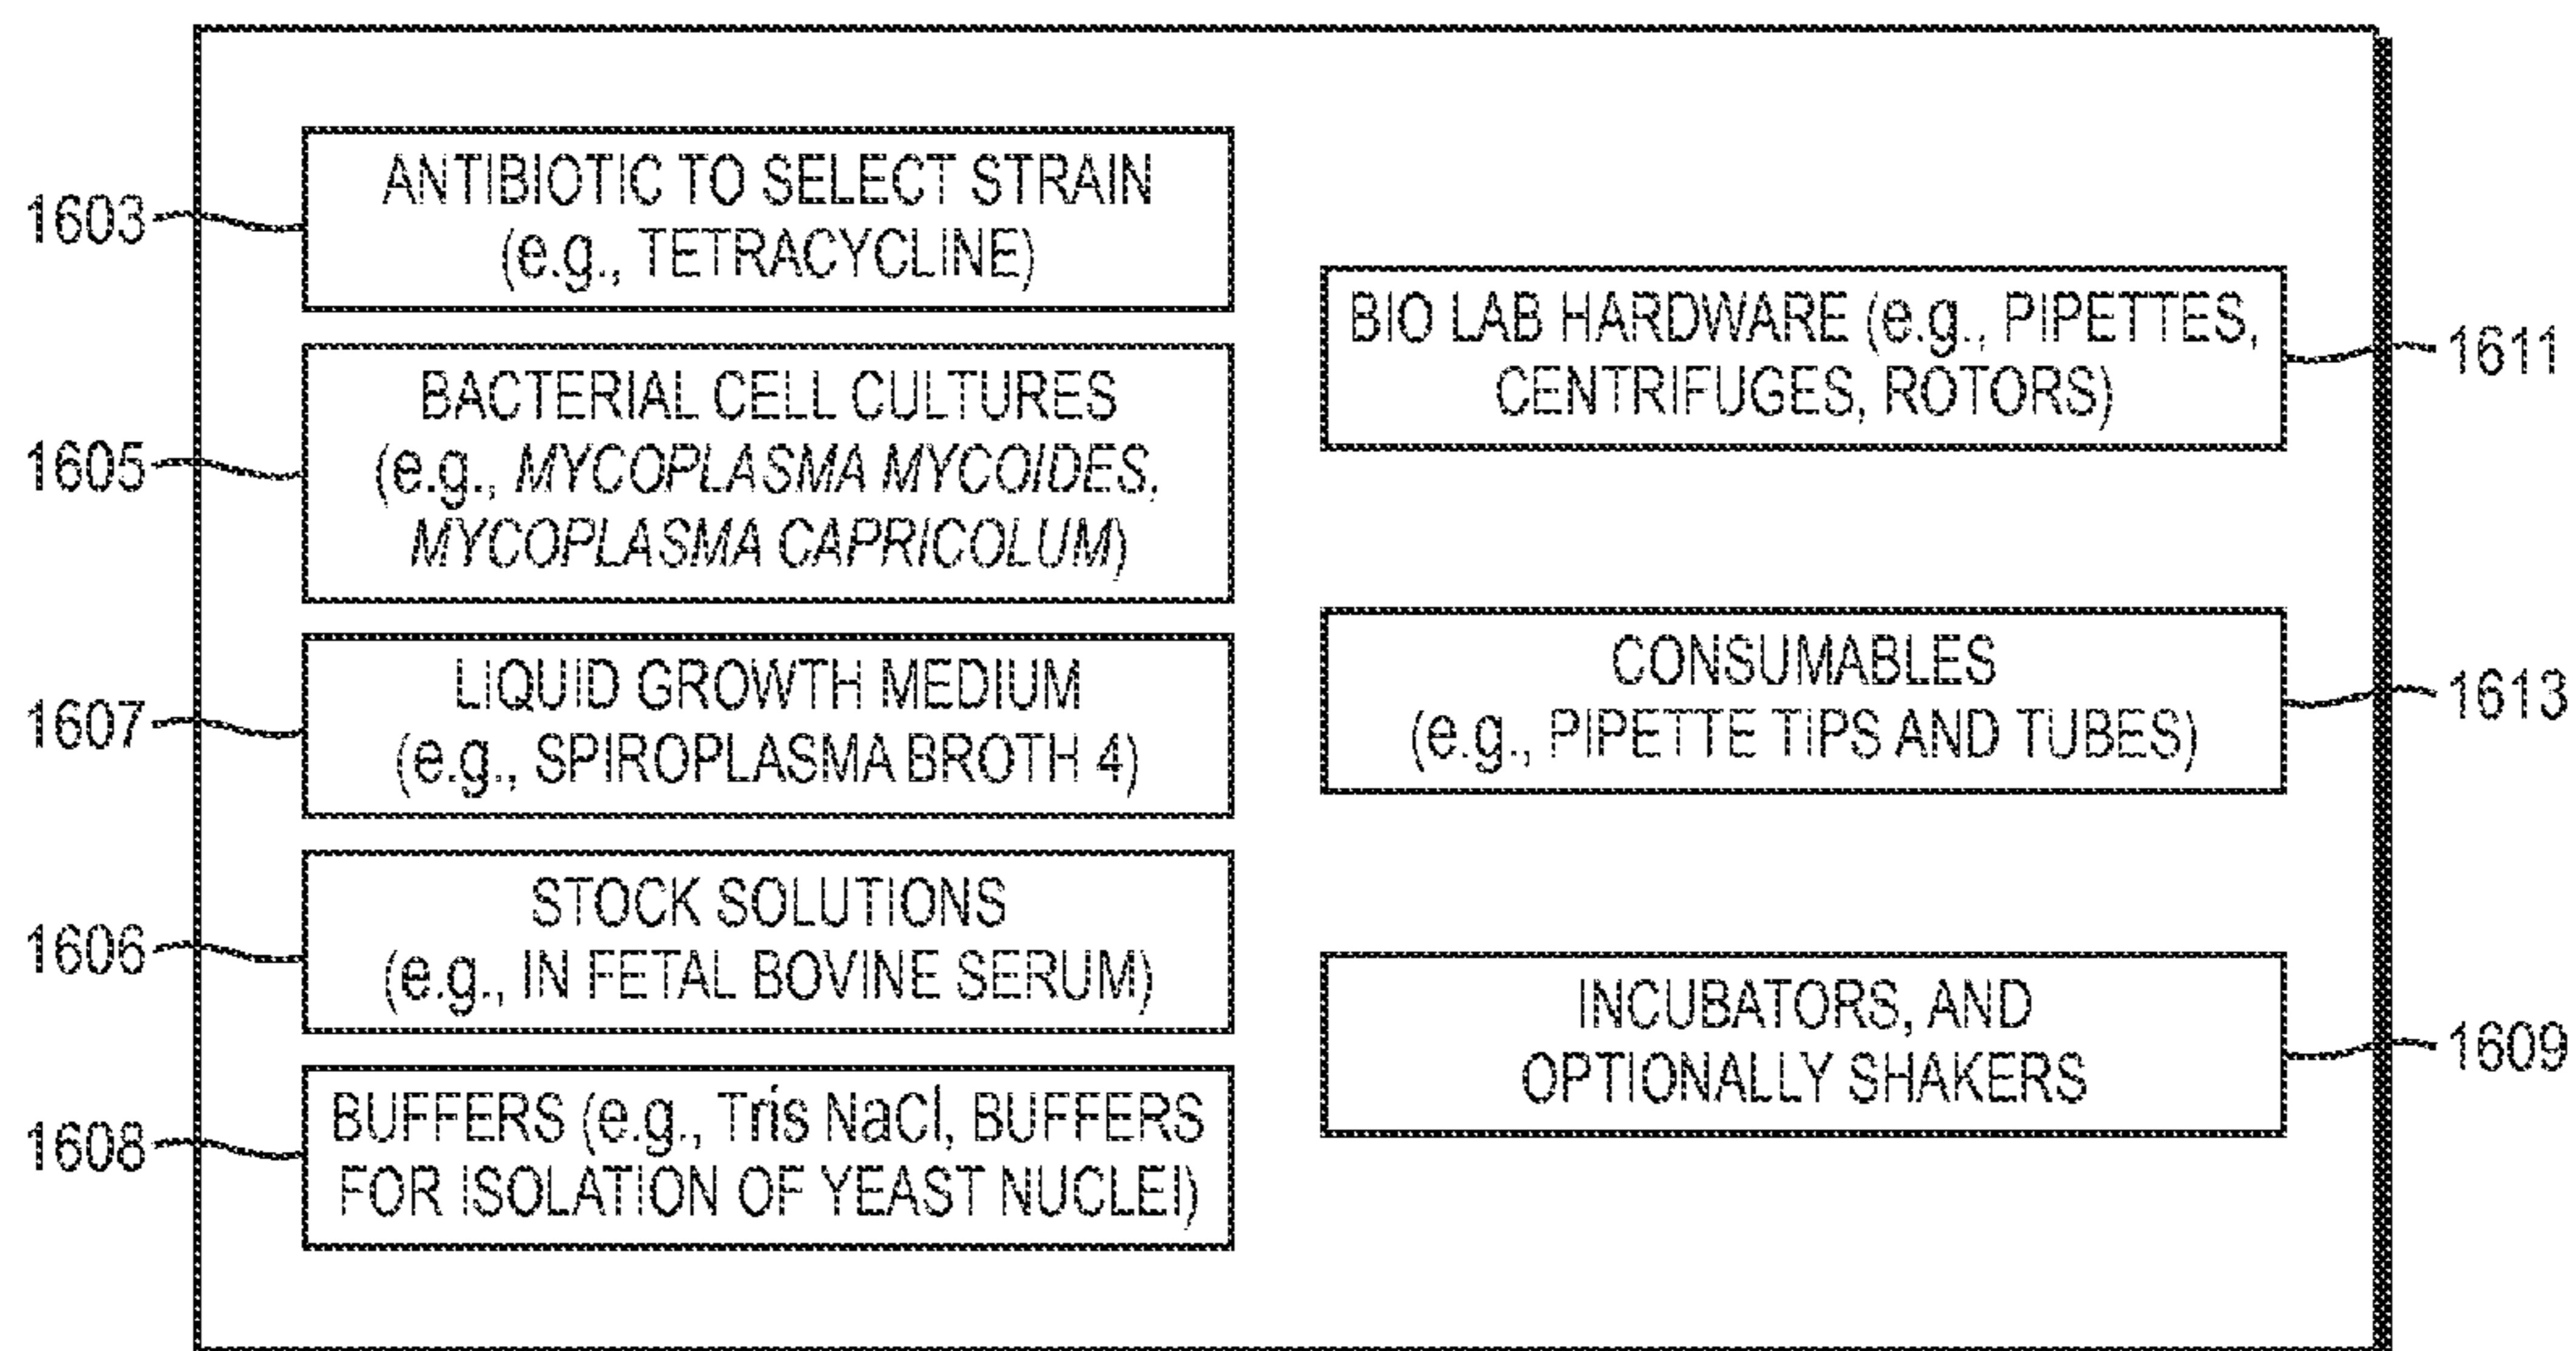 1603
ANTIBIOTIC TO SELECT STRAIN
(e.g., TETRACYCLINE)
1605
BACTERIAL CELL CULTURES
(e.g., MYCOPLASMA MYCOIDES,
MYCOPLASMA CAPRICOLUM)
1607
LIQUID GROWTH MEDIUM
(e.g., SPIROPLASMA BROTH 4)
1606
STOCK SOLUTIONS
(e.g., IN FETAL BOVINE SERUM)
1608
BUFFERS (e.g., Tris NaCl, BUFFERS
FOR ISOLATION OF YEAST NUCLEI)
BIO LAB HARDWARE (e.g., PIPETTES,
CENTRIFUGES, ROTORS)
1611
CONSUMABLES
(e.g., PIPETTE TIPS AND TUBES)
1613
INCUBATORS, AND
OPTIONALLY SHAKERS
1609